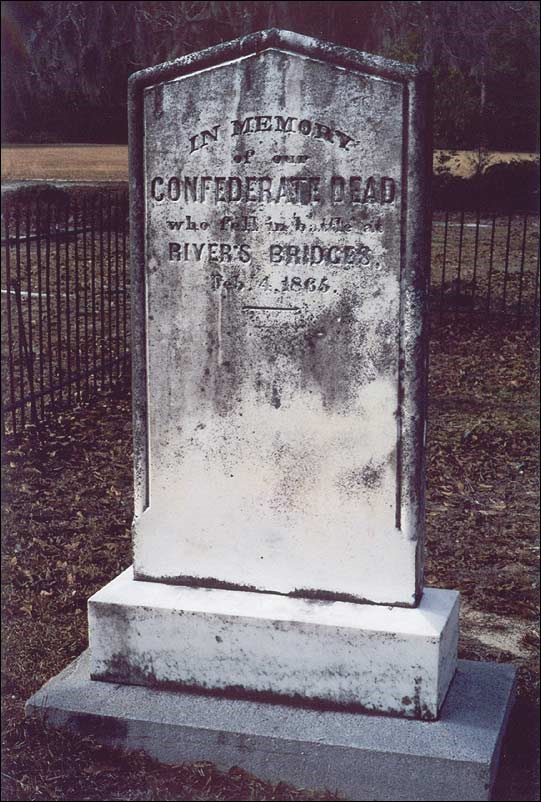 IN MEMORY
of our
CONFEDERATE DEAD
who fell in battle at
RIVER'S BRIDGES.
Feb. 4, 1865.